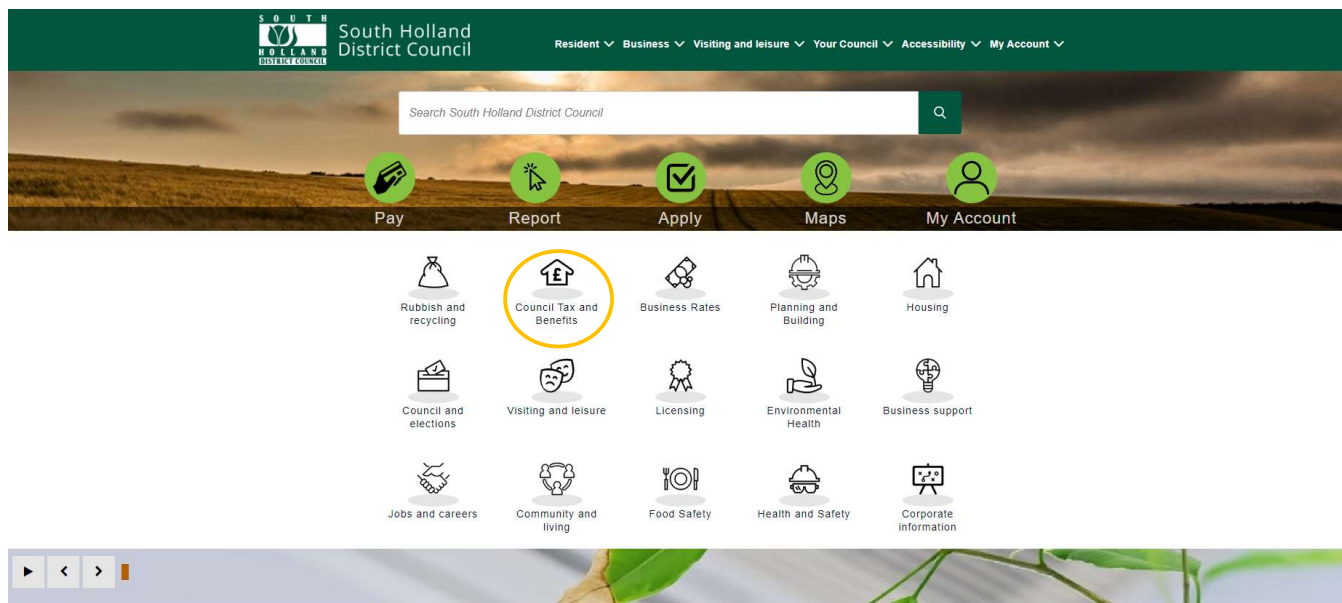 SOUTH
HOLLAND
DISTRICT COUNCIL
South Holland
District Council
Resident Business Visiting and leisure Your Council Accessibility My Account
Search South Holland District Council
Pay Report Apply Maps My Account
Rubbish and recycling
Council Tax and Benefits
Business Rates
Planning and Building
Housing
Council and elections
Visiting and leisure
Licensing
Environmental Health
Business support
Jobs and careers
Community and living
Food Safety
Health and Safety
Corporate information